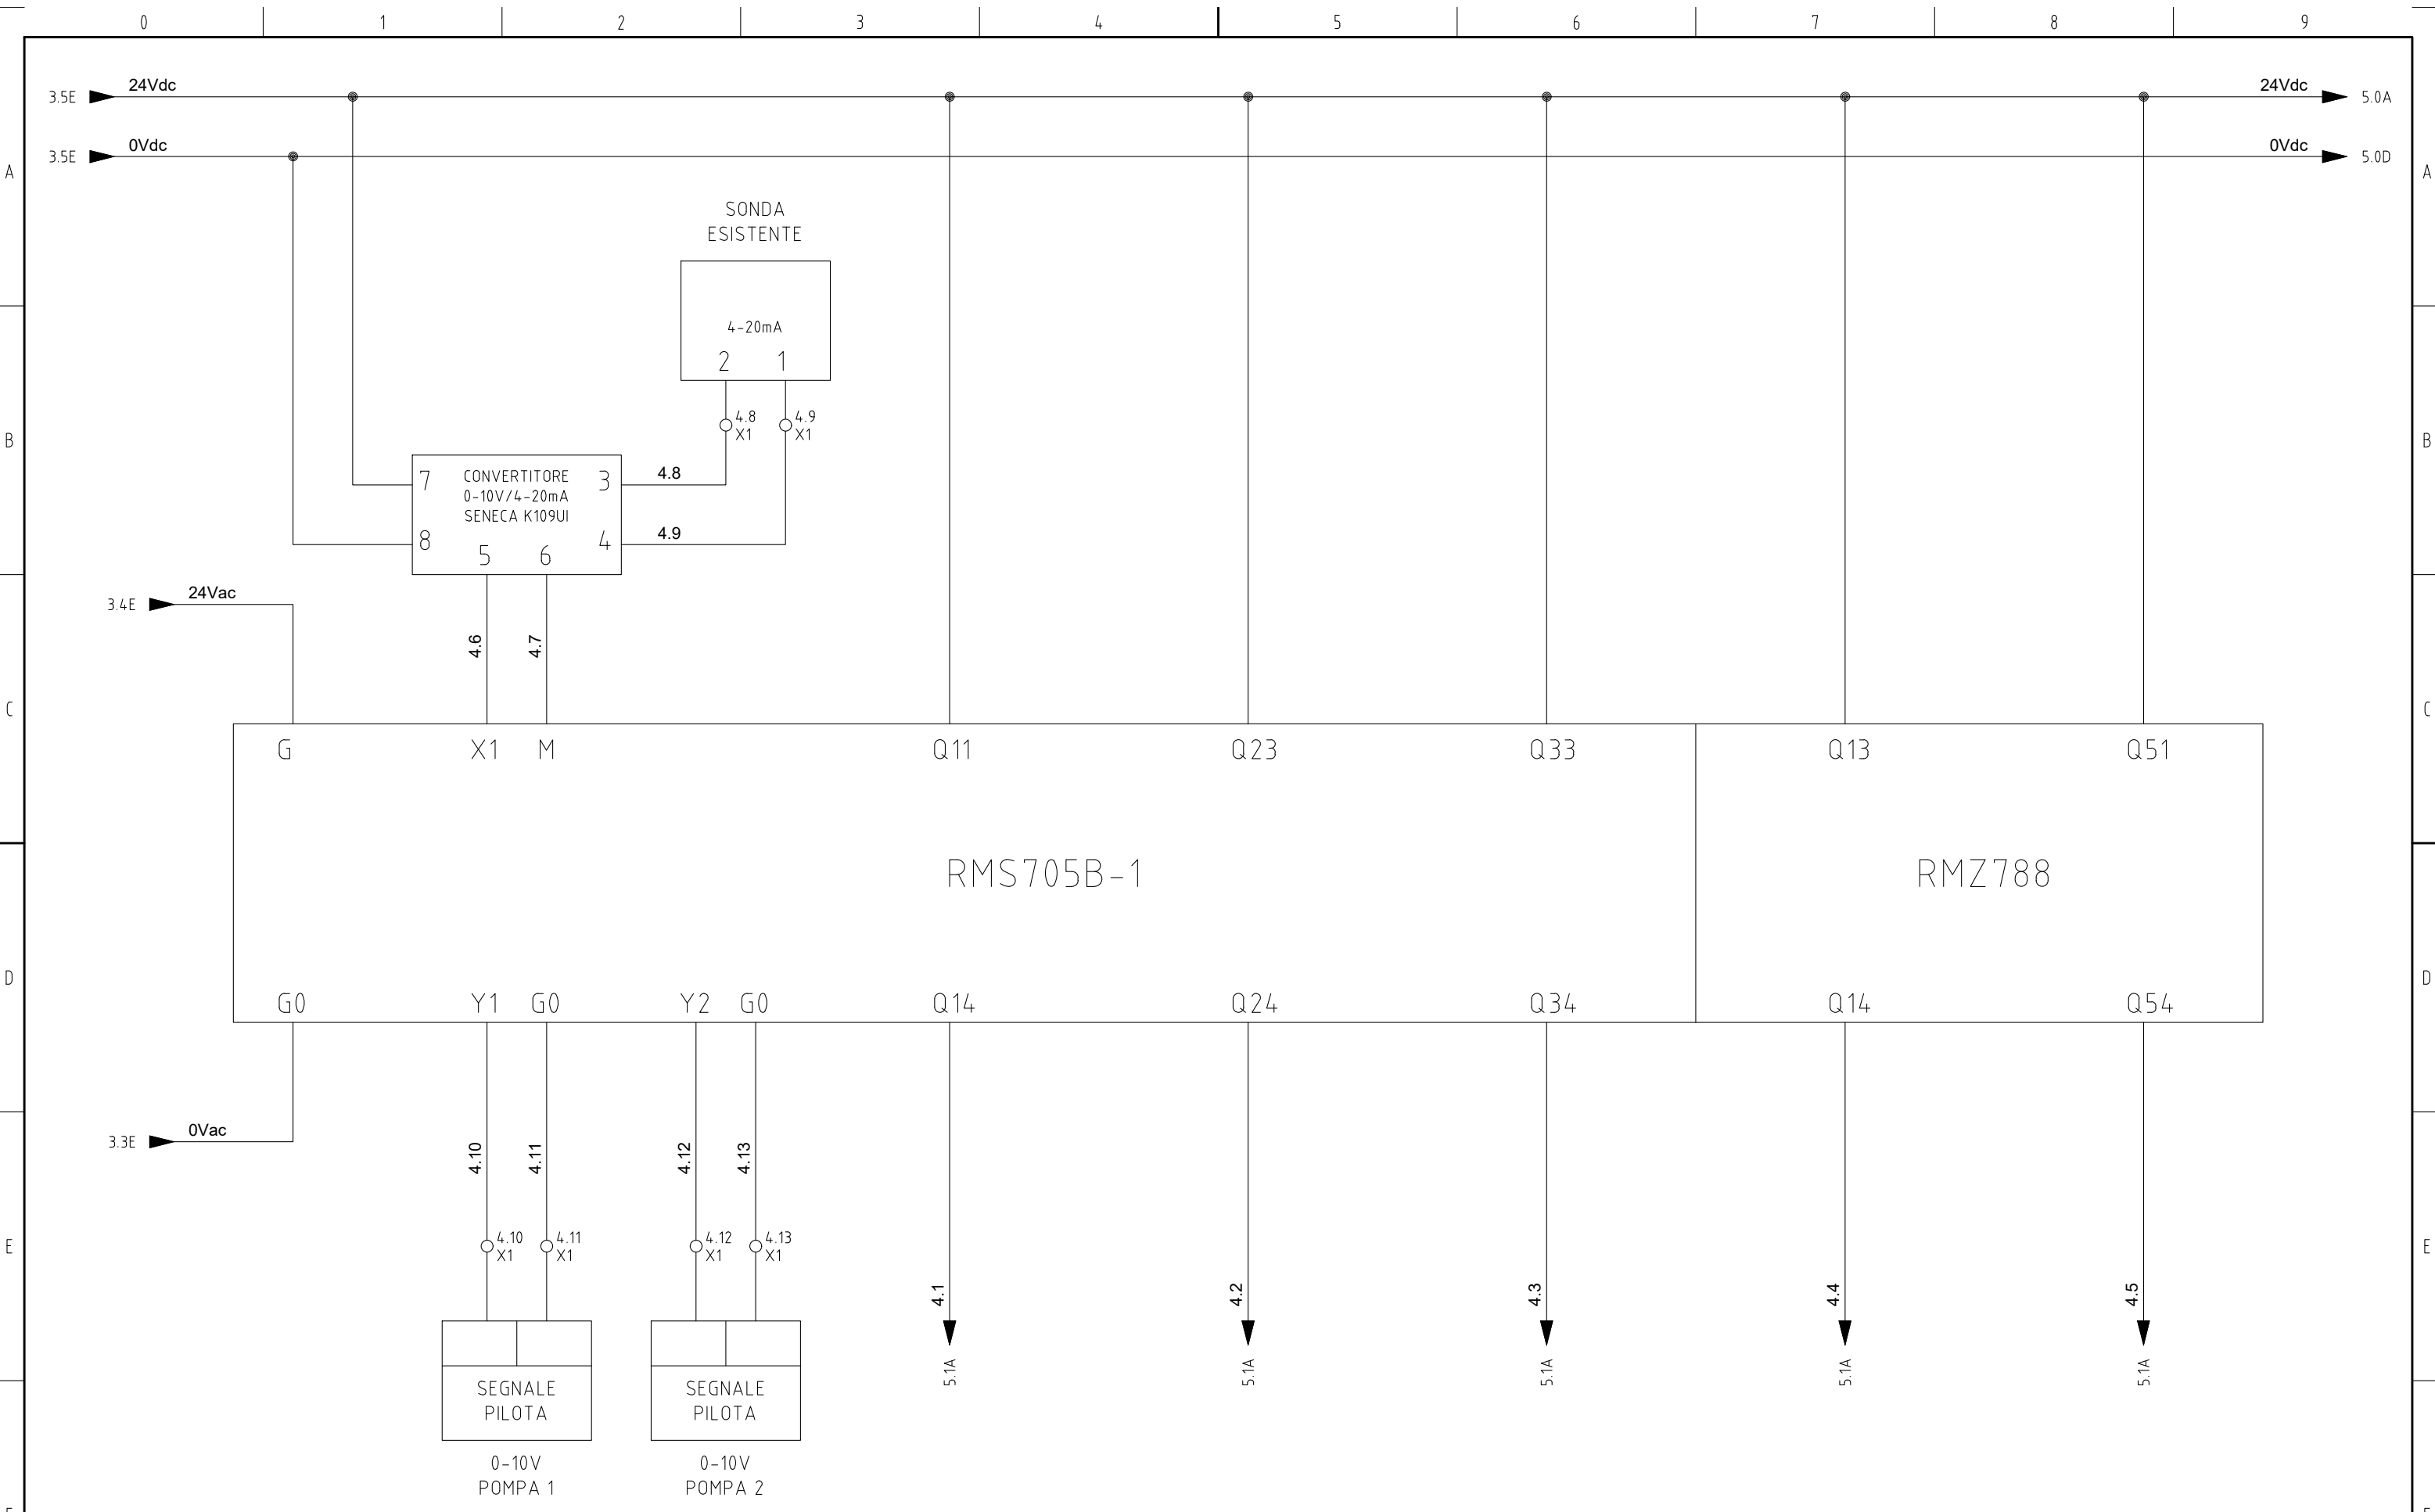 0 1 2 3 4 5 6 7 8 9
3.5E 24Vdc 24Vdc 5.0A
3.5E 0Vdc 0Vdc 5.0D
A A
SONDA
ESISTENTE
4-20mA
2 1
4.8 4.9
X1 X1
B B
7 CONVERTITORE 3 4.8
0-10V/4-20mA
SENECA K109UI
8 5 6 4 4.9
3.4E 24Vac
4.6 4.7
C C
G X1 M Q11 Q23 Q33 Q13 Q51
RMS705B-1 RMZ788
D D
G0 Y1 G0 Y2 G0 Q14 Q24 Q34 Q14 Q54
3.3E 0Vac
4.10 4.11 4.12 4.13
E E
4.10 4.11 4.12 4.13
X1 X1 X1 X1
4.1 4.2 4.3 4.4 4.5
5.1A 5.1A 5.1A 5.1A 5.1A
SEGNALE SEGNALE
PILOTA PILOTA
0-10V 0-10V
POMPA 1 POMPA 2